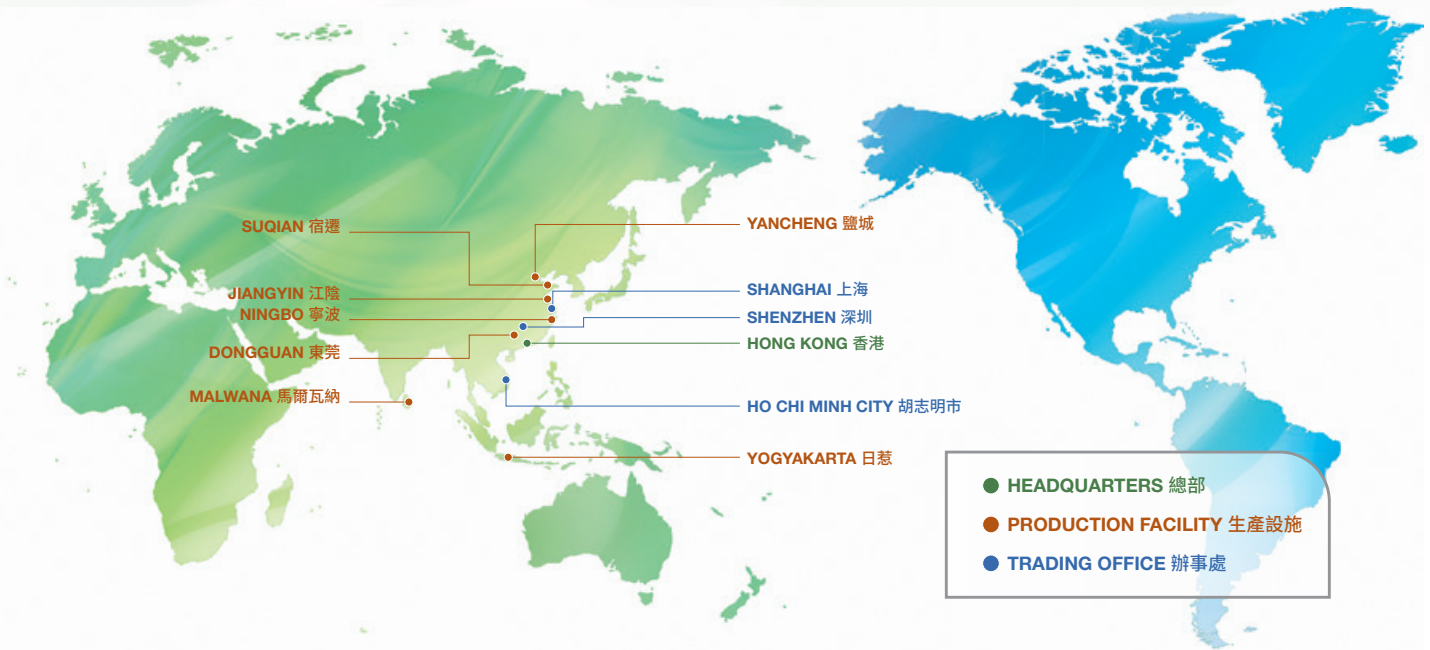 SUQIAN 宿遷
JIANGYIN 江陰
NINGBO 寧波
DONGGUAN 東莞
MALWANA 馬爾瓦納
YANCHENG 鹽城
SHANGHAI 上海
SHENZHEN 深圳
HONG KONG 香港
HO CHI MINH CITY 胡志明市
YOGYAKARTA 日惹
HEADQUARTERS 總部
PRODUCTION FACILITY 生產設施
TRADING OFFICE 辦事處